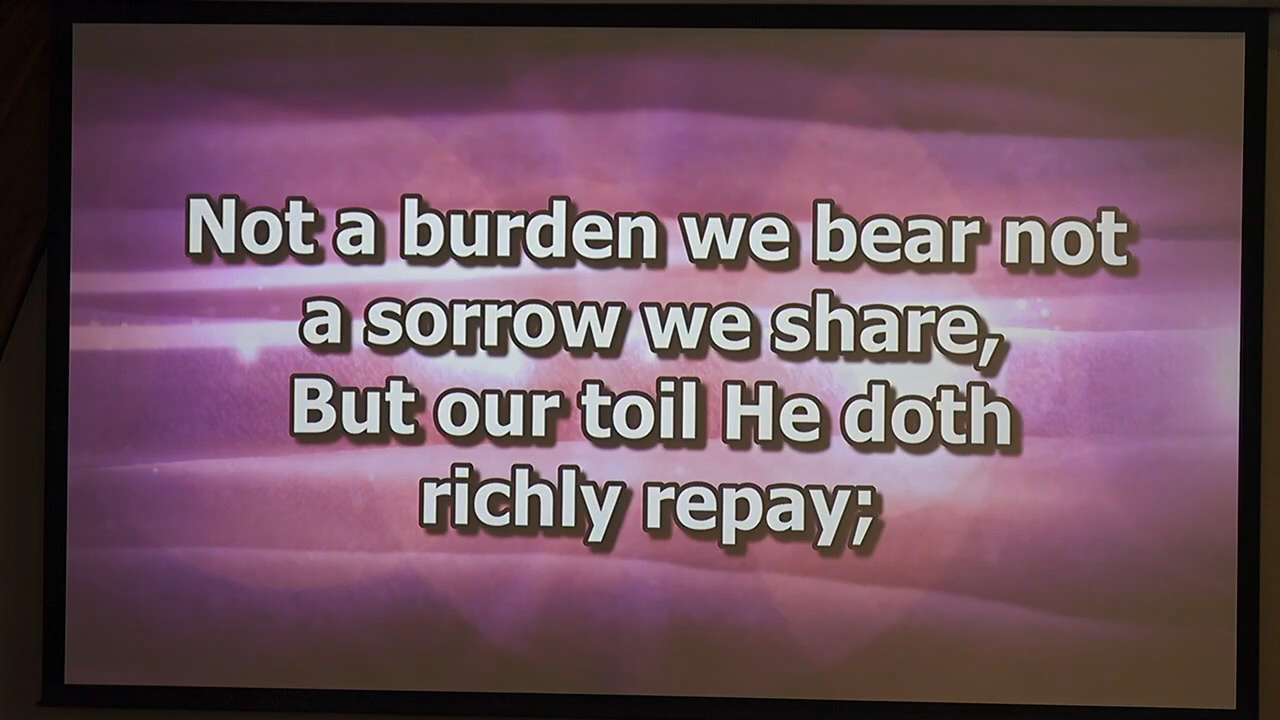 Not a burden we bear not
a sorrow we share,
But our toil He doth
richly repay;